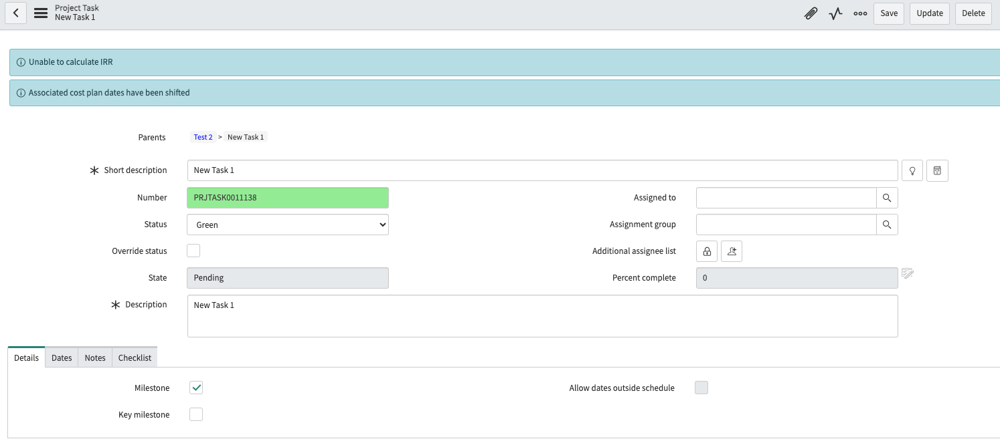 Project Task
New Task 1
Save Update Delete
Unable to calculate IRR
Associated cost plan dates have been shifted
Parents Test 2 > New Task 1
Short description New Task 1
Number PRJTASK0011138 Assigned to
Status Green Assignment group
Override status Additional assignee list
State Pending Percent complete 0
Description New Task 1
Details Dates Notes Checklist
Milestone Allow dates outside schedule
Key milestone